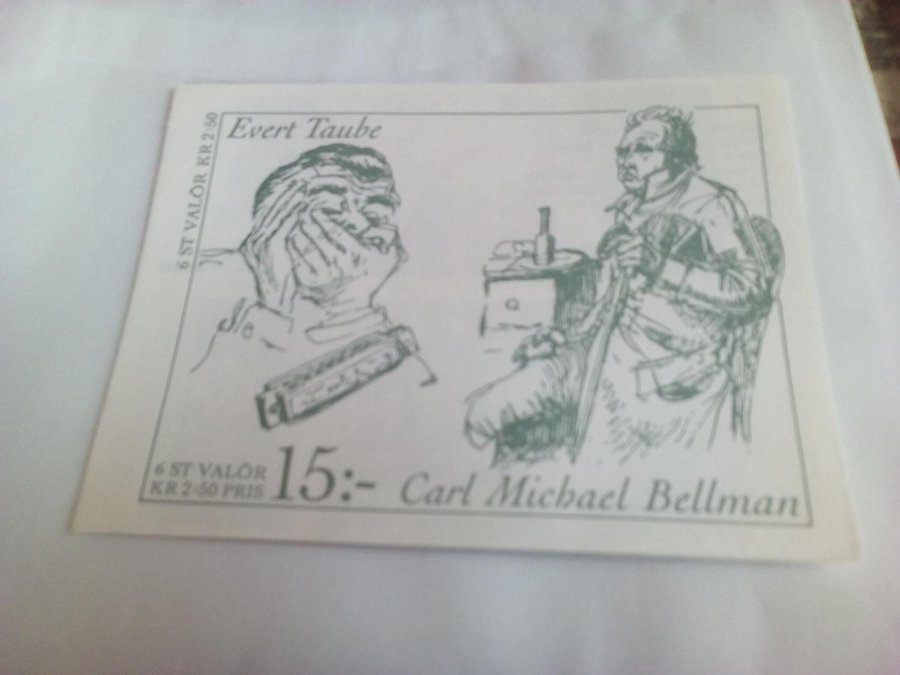 6 ST VALÖR KR 2:50
Evert Taube
6 ST VALÖR
KR 2:50 PRIS
15:-
Carl Michael Bellman